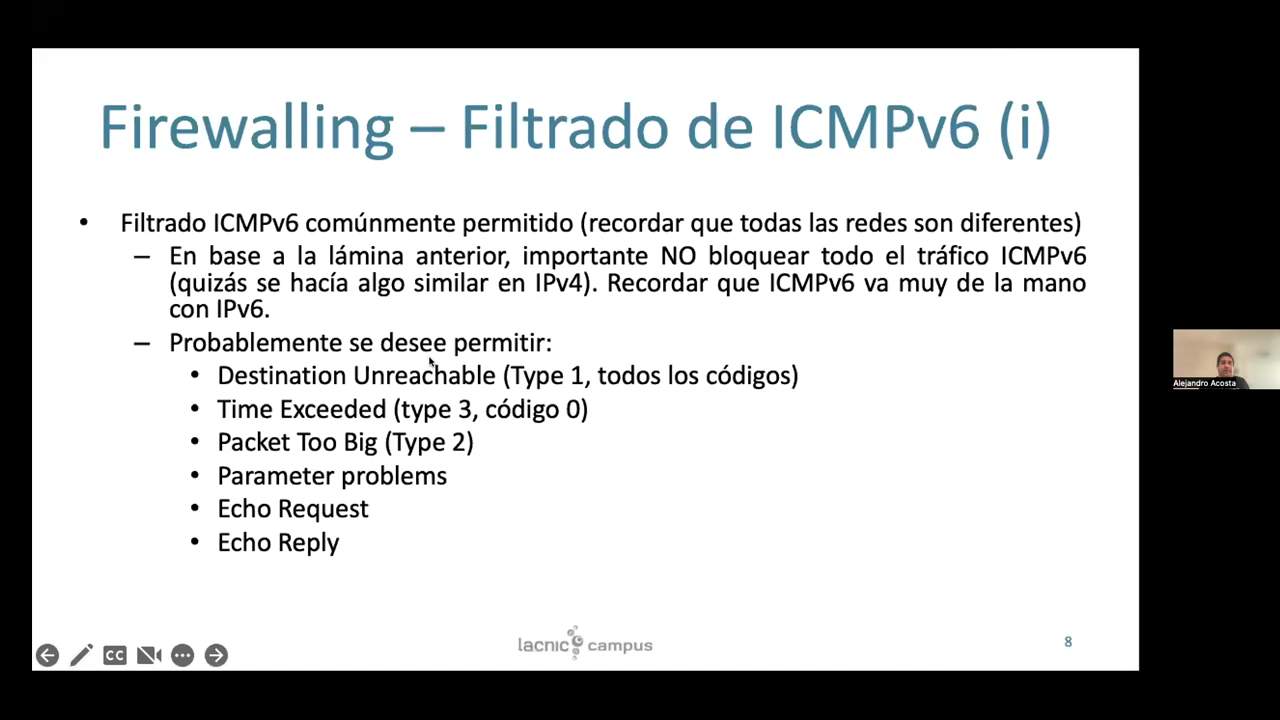 Firewalling – Filtrado de ICMPv6 (i)
• Filtrado ICMPv6 comúnmente permitido (recordar que todas las redes son diferentes)
– En base a la lámina anterior, importante NO bloquear todo el tráfico ICMPv6
(quizás se hacía algo similar en IPv4). Recordar que ICMPv6 va muy de la mano
con IPv6.
– Probablemente se desee permitir:
• Destination Unreachable (Type 1, todos los códigos)
• Time Exceeded (type 3, código 0)
• Packet Too Big (Type 2)
• Parameter problems
• Echo Request
• Echo Reply
Alejandro Acosta
lacnic campus
8
CC